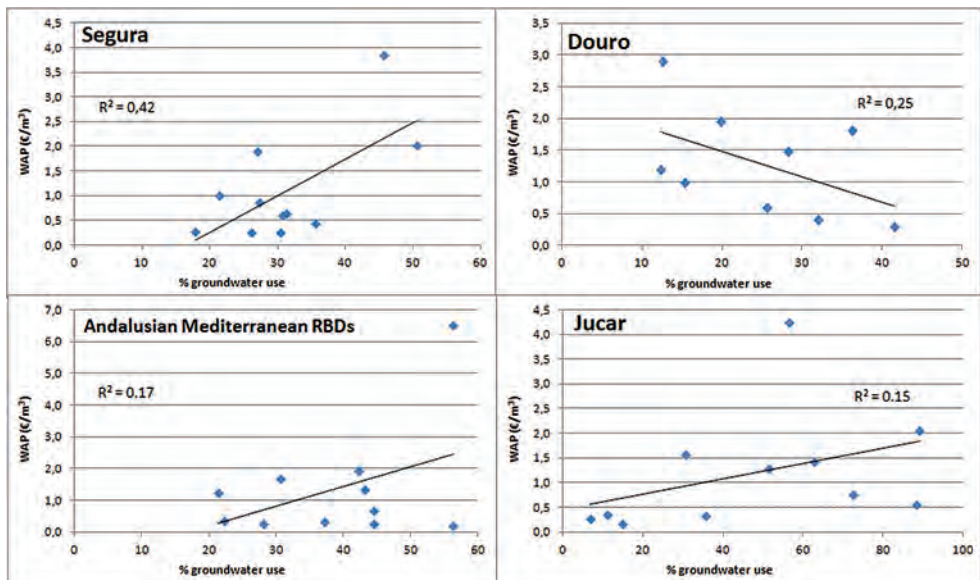 Segura
WAP (€/m³)
4,5
4,0
3,5
3,0
2,5
2,0
1,5
1,0
0,5
0,0
R² = 0,42
0 10 20 30 40 50 60
% groundwater use
Douro
WAP (€/m³)
3,5
3,0
2,5
2,0
1,5
1,0
0,5
0,0
R² = 0,25
0 10 20 30 40 50
% groundwater use
Andalusian Mediterranean RBDs
WAP (€/m³)
7,0
6,0
5,0
4,0
3,0
2,0
1,0
0,0
R² = 0.17
0 10 20 30 40 50 60
% groundwater use
Jucar
WAP (€/m³)
4,5
4,0
3,5
3,0
2,5
2,0
1,5
1,0
0,5
0,0
R² = 0.15
0 20 40 60 80 100
% groundwater use